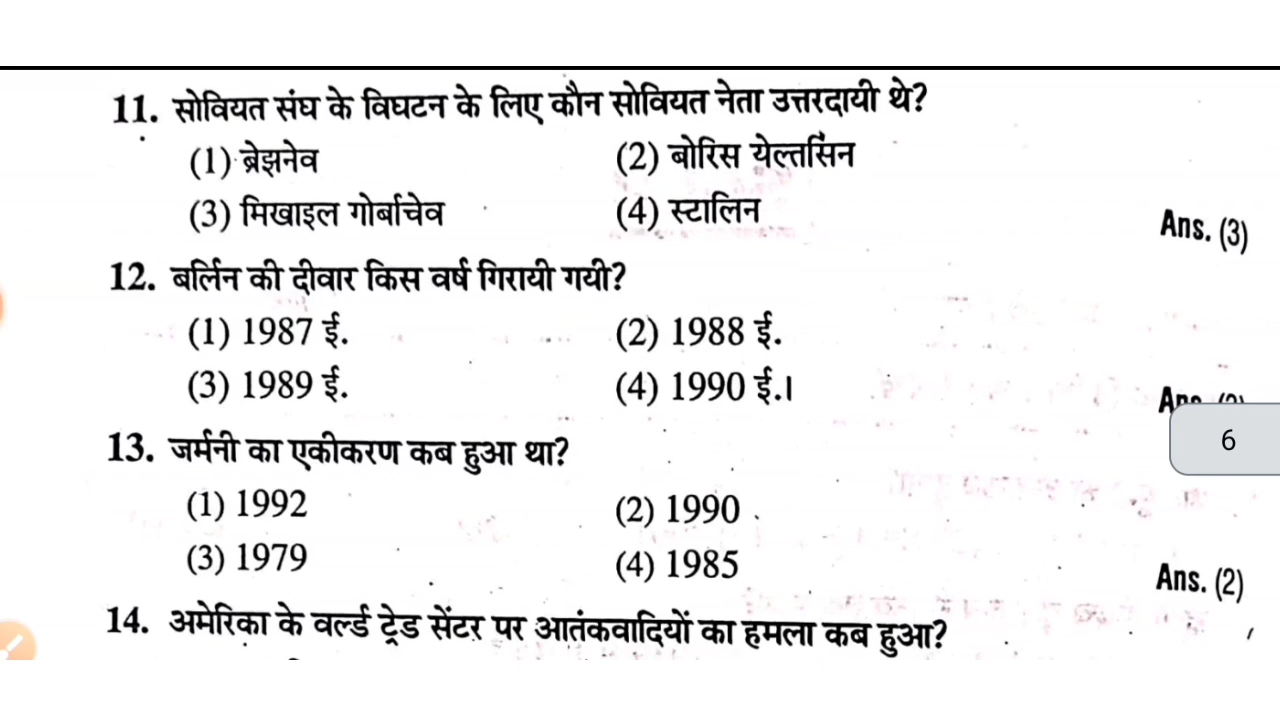 11. सोवियत संघ के विघटन के लिए कौन सोवियत नेता उत्तरदायी थे?
(1) ब्रेझनेव (2) बोरिस येल्तसिन
(3) मिखाइल गोर्बाचेव (4) स्टालिन
Ans. (3)
12. बर्लिन की दीवार किस वर्ष गिरायी गयी?
(1) 1987 ई. (2) 1988 ई.
(3) 1989 ई. (4) 1990 ई.।
6
13. जर्मनी का एकीकरण कब हुआ था?
(1) 1992 (2) 1990
(3) 1979 (4) 1985
Ans. (2)
14. अमेरिका के वर्ल्ड ट्रेड सेंटर पर आतंकवादियों का हमला कब हुआ?